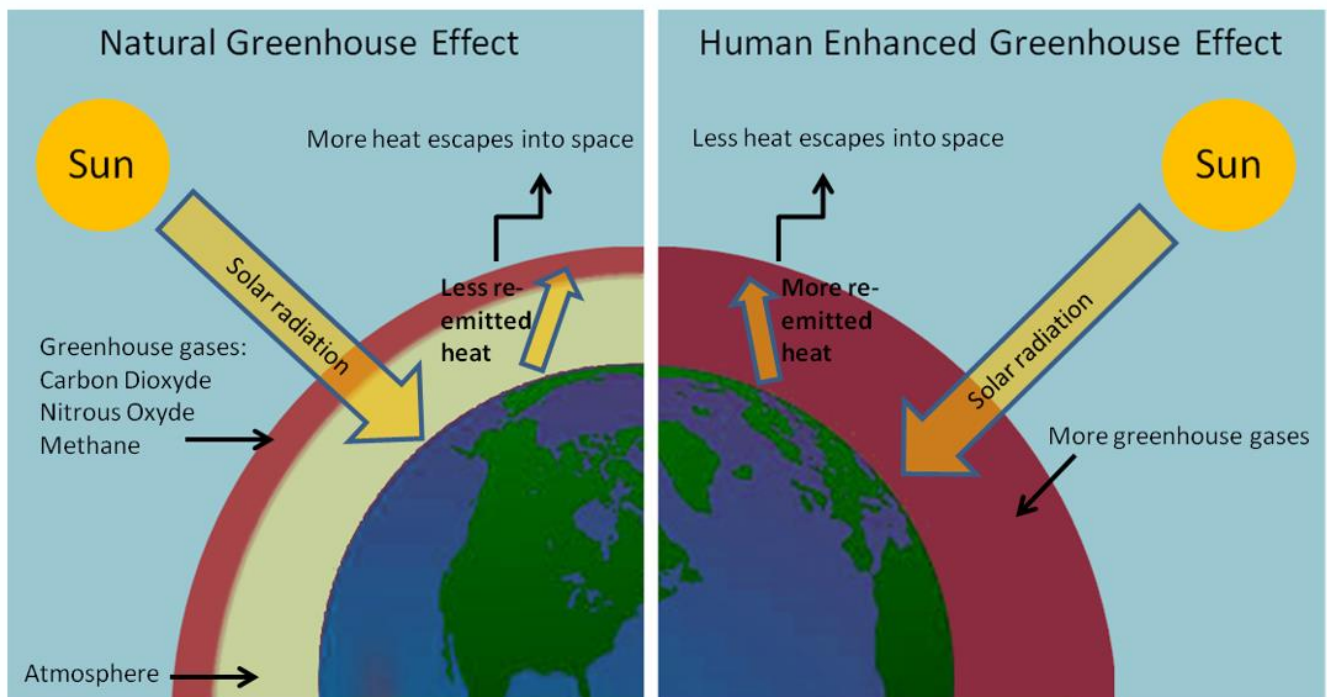 Natural Greenhouse Effect
Sun
More heat escapes into space
Solar radiation
Less re-
emitted
heat
Greenhouse gases:
Carbon Dioxyde
Nitrous Oxyde
Methane
Atmosphere
Human Enhanced Greenhouse Effect
Less heat escapes into space
Sun
More re-
emitted
heat
Solar radiation
More greenhouse gases